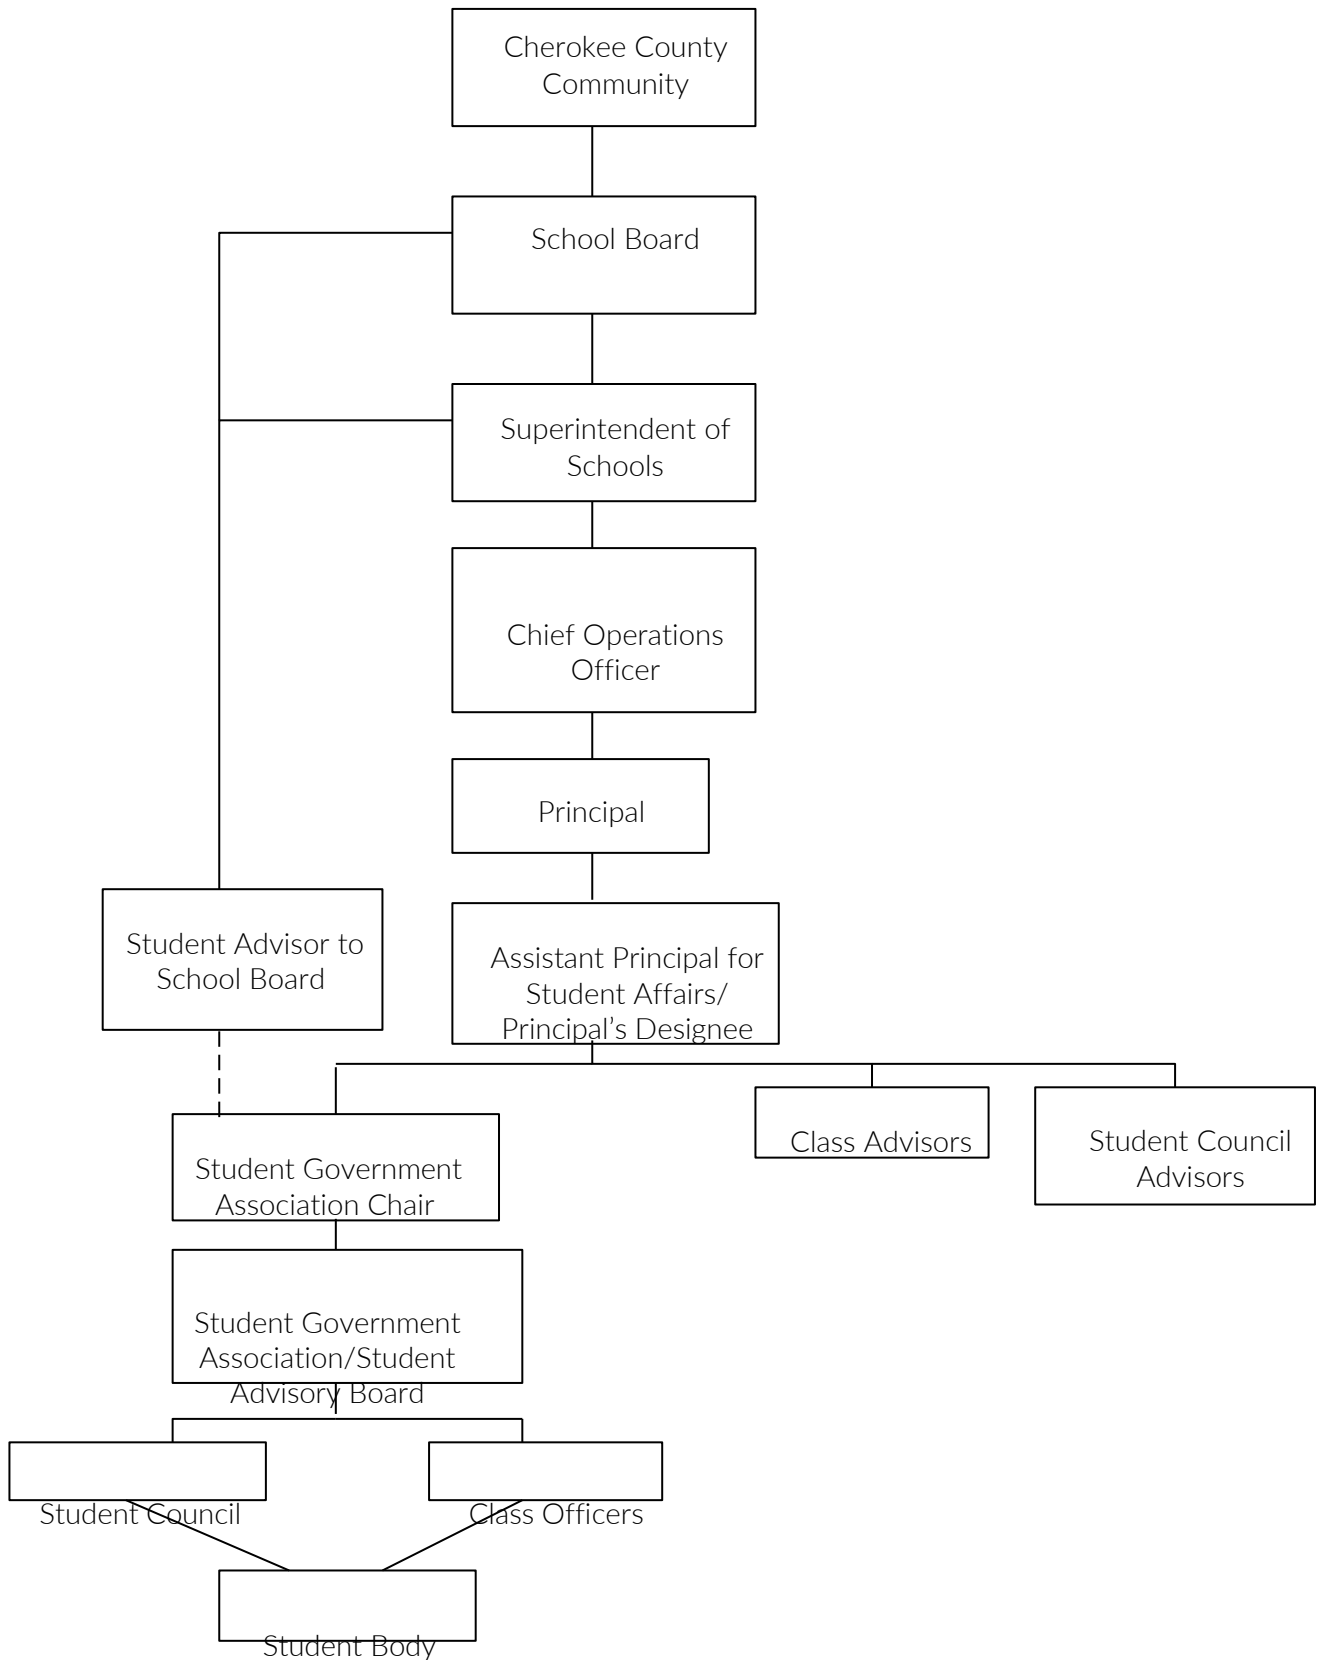 Cherokee County
Community
School Board
Superintendent of
Schools
Chief Operations
Officer
Principal
Student Advisor to
School Board
Assistant Principal for
Student Affairs/
Principal’s Designee
Student Government
Association Chair
Class Advisors
Student Council
Advisors
Student Government
Association/Student
Advisory Board
Student Council
Class Officers
Student Body